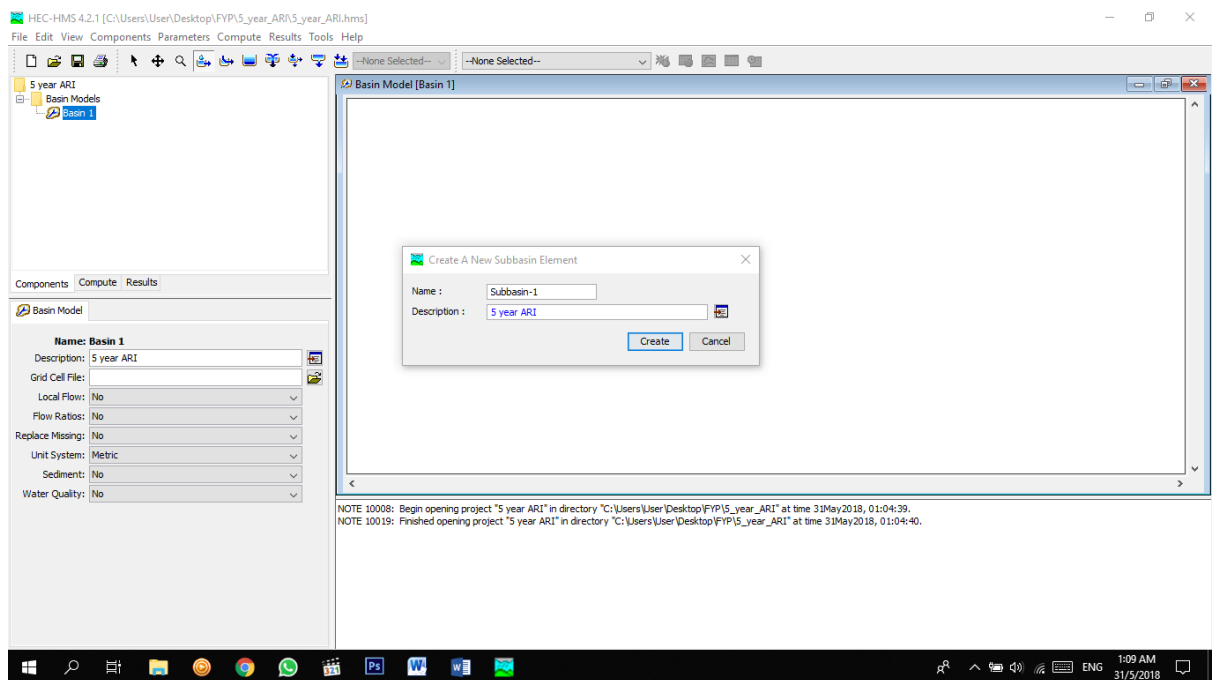 HEC-HMS 4.2.1 [C:\Users\User\Desktop\FYP\5_year_ARI\5_year_ARI.hms]
File Edit View Components Parameters Compute Results Tools Help
--None Selected-- --None Selected--
5 year ARI
Basin Models
Basin 1
Components Compute Results
Basin Model
Name: Basin 1
Description: 5 year ARI
Grid Cell File:
Local Flow: No
Flow Ratios: No
Replace Missing: No
Unit System: Metric
Sediment: No
Water Quality: No
Basin Model [Basin 1]
Create A New Subbasin Element
Name : Subbasin-1
Description : 5 year ARI
Create Cancel
NOTE 10008: Begin opening project "5 year ARI" in directory "C:\Users\User\Desktop\FYP\5_year_ARI" at time 31May2018, 01:04:39.
NOTE 10019: Finished opening project "5 year ARI" in directory "C:\Users\User\Desktop\FYP\5_year_ARI" at time 31May2018, 01:04:40.
321 Ps W W
ENG
1:09 AM
31/5/2018